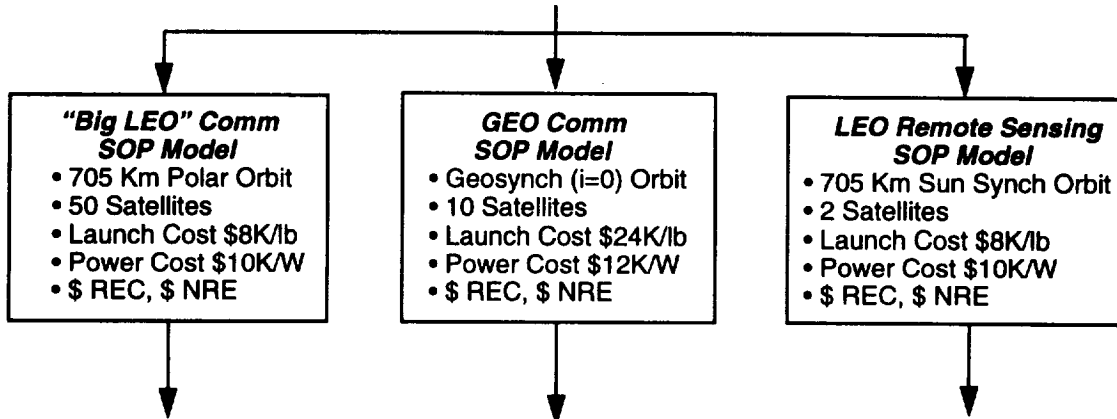 “Big LEO” Comm
SOP Model
• 705 Km Polar Orbit
• 50 Satellites
• Launch Cost $8K/lb
• Power Cost $10K/W
• $ REC, $ NRE
GEO Comm
SOP Model
• Geosynch (i=0) Orbit
• 10 Satellites
• Launch Cost $24K/lb
• Power Cost $12K/W
• $ REC, $ NRE
LEO Remote Sensing
SOP Model
• 705 Km Sun Synch Orbit
• 2 Satellites
• Launch Cost $8K/lb
• Power Cost $10K/W
• $ REC, $ NRE